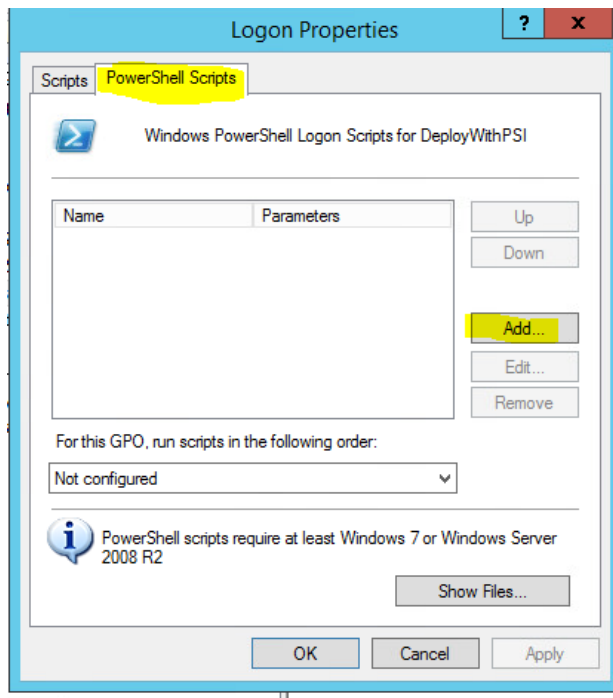 Logon Properties
?
x
Scripts
PowerShell Scripts
Windows PowerShell Logon Scripts for DeployWithPSI
Name
Parameters
Up
Down
Add...
Edit...
Remove
For this GPO, run scripts in the following order:
Not configured
PowerShell scripts require at least Windows 7 or Windows Server
2008 R2
Show Files...
OK
Cancel
Apply